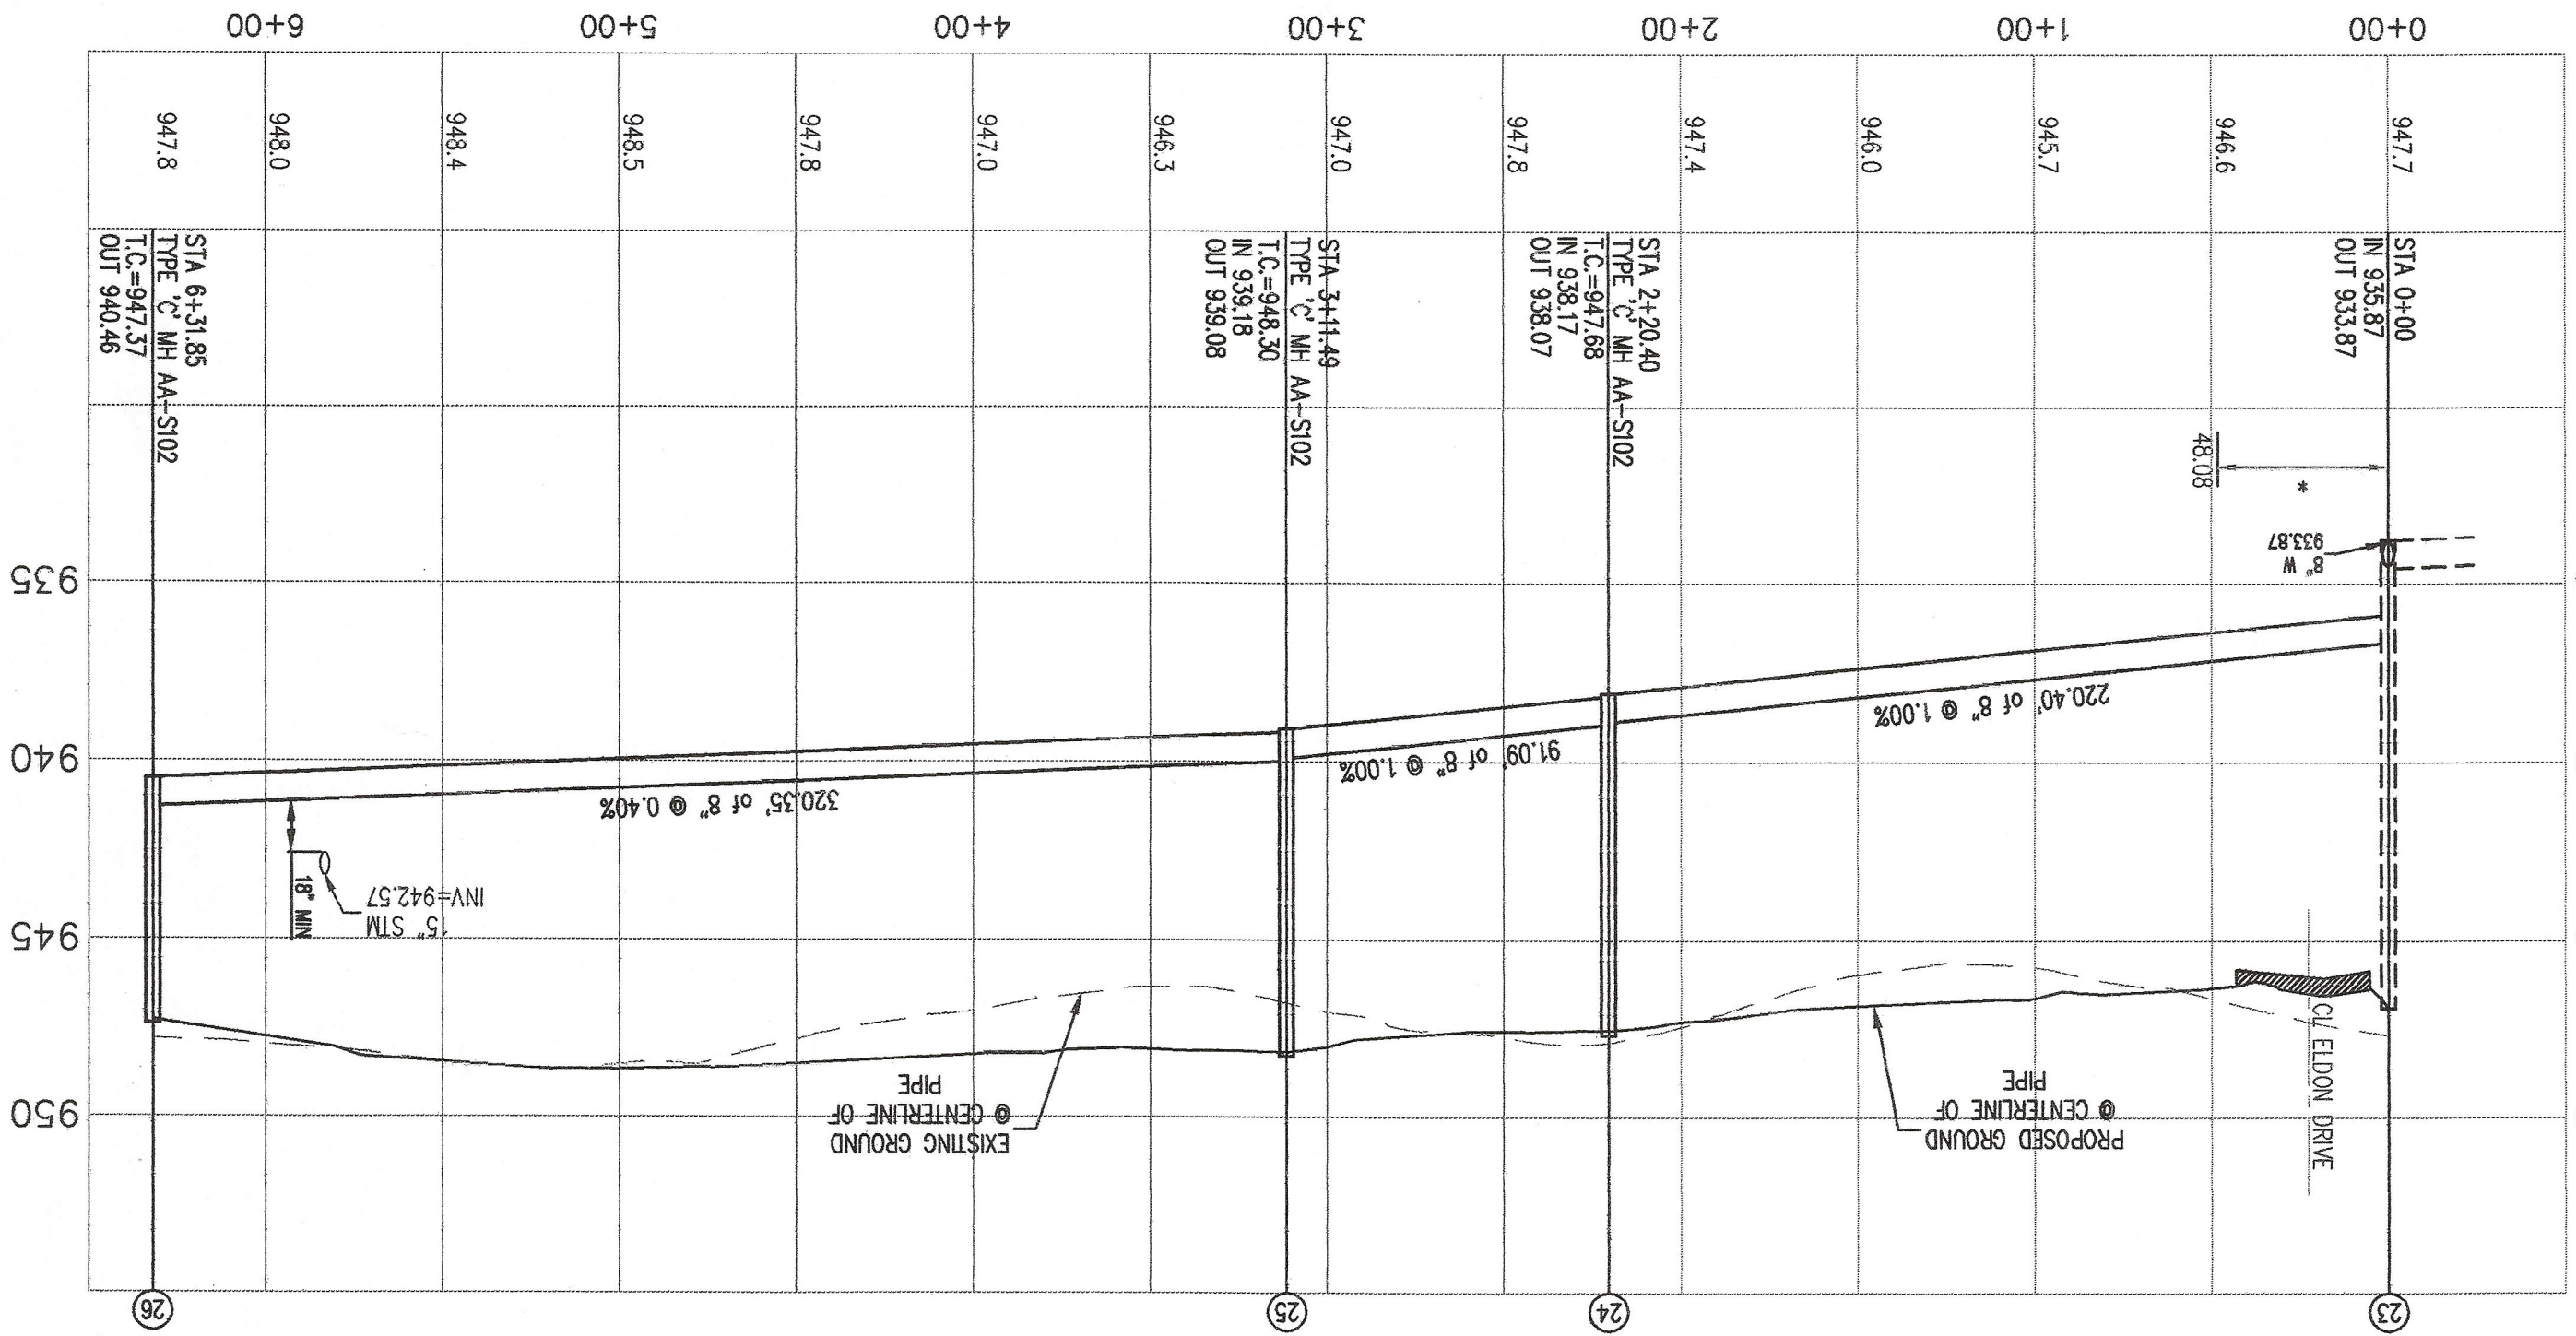 23
24
25
26
CL ELDON DRIVE
PROPOSED GROUND
@ CENTERLINE OF
PIPE
EXISTING GROUND
@ CENTERLINE OF
PIPE
950
945
940
935
15" STM
INV=942.57
18" MIN
220.40' of 8" @ 1.00%
91.09' of 8" @ 1.00%
320.35' of 8" @ 0.40%
8" W
933.87
*
48.08
STA 0+00
IN 935.87
OUT 933.87
STA 2+20.40
TYPE 'C' MH AA-S102
T.C.=947.68
IN 938.17
OUT 938.07
STA 3+11.49
TYPE 'C' MH AA-S102
T.C.=948.30
IN 939.18
OUT 939.08
STA 6+31.85
TYPE 'C' MH AA-S102
T.C.=947.37
OUT 940.46
947.7
946.6
945.7
946.0
947.4
947.8
947.0
946.3
947.0
947.8
948.5
948.4
948.0
947.8
0+00
1+00
2+00
3+00
4+00
5+00
6+00